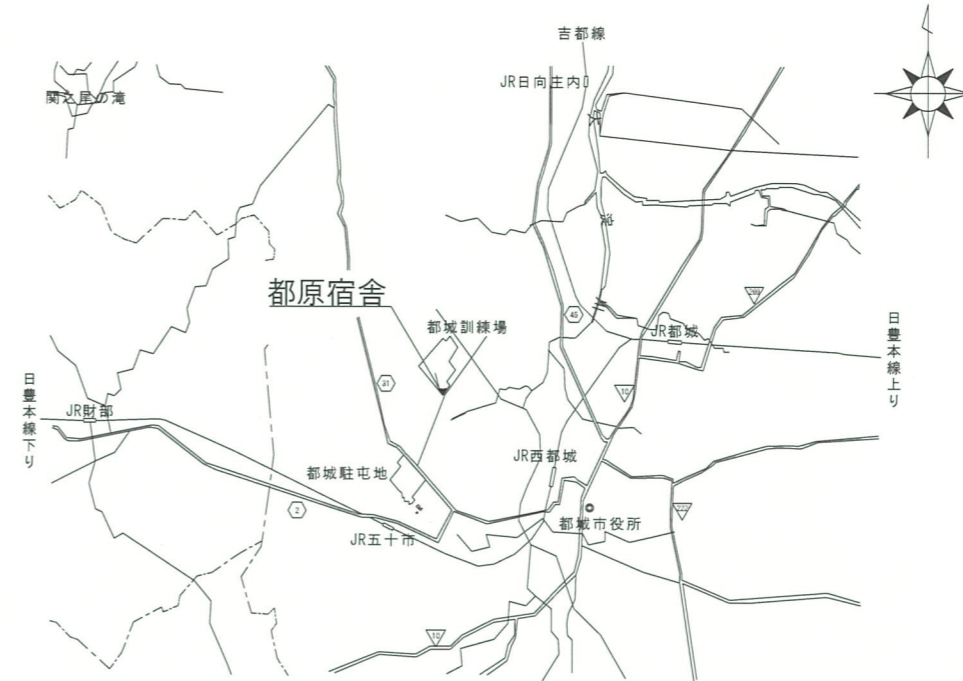 吉都線
JR日向庄内
関之尾の滝
都原宿舎
都城訓練場
45
269
JR都城
日豊本線上り
31
10
日豊本線下り
JR財部
都城駐屯地
JR西都城
2
JR五十市
都城市役所
222
10